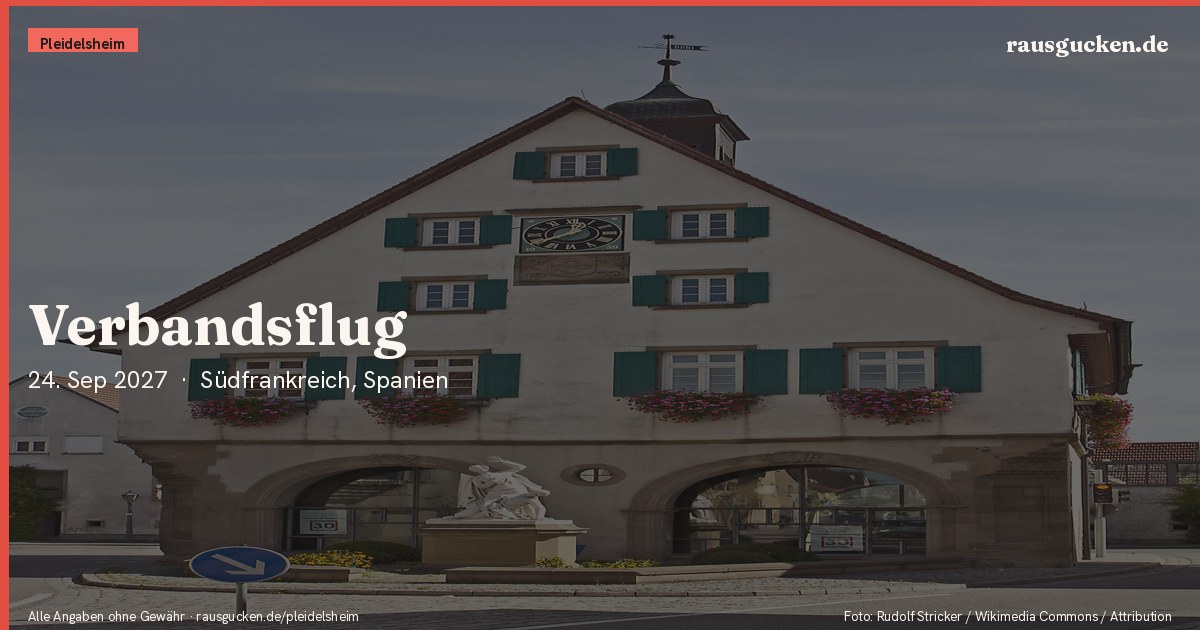 Pleidelsheim
rausgucken.de
Verbandsflug
24. Sep 2027 · Südfrankreich, Spanien
30
Alle Angaben ohne Gewähr · rausgucken.de/pleidelsheim
Foto: Rudolf Stricker / Wikimedia Commons / Attribution